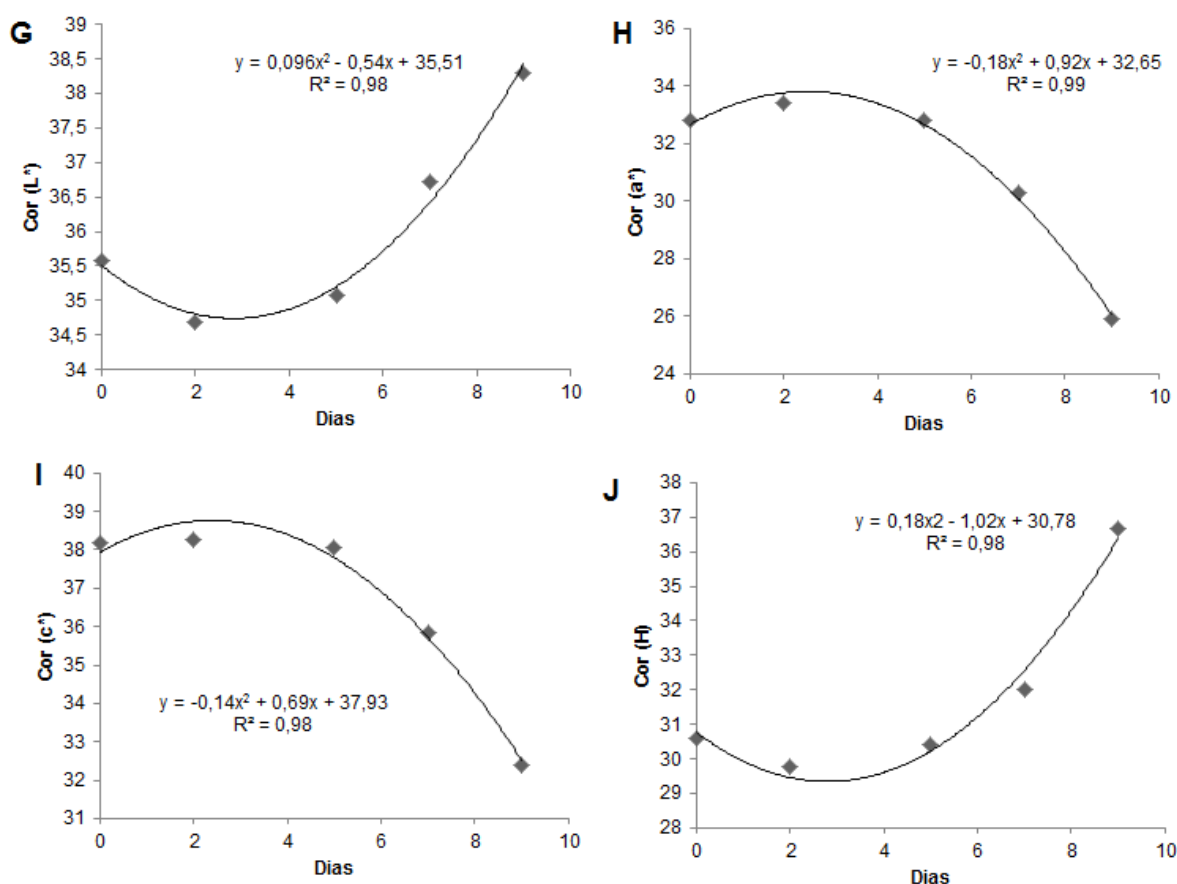 G
y = 0,096x² - 0,54x + 35,51
R² = 0,98
Cor (L*)
39
38,5
38
37,5
37
36,5
36
35,5
35
34,5
34
0 2 4 6 8 10
Dias
H
y = -0,18x² + 0,92x + 32,65
R² = 0,99
Cor (a*)
36
34
32
30
28
26
24
0 2 4 6 8 10
Dias
I
y = -0,14x² + 0,69x + 37,93
R² = 0,98
Cor (c*)
40
39
38
37
36
35
34
33
32
31
0 2 4 6 8 10
Dias
J
y = 0,18x2 - 1,02x + 30,78
R² = 0,98
Cor (H)
38
37
36
35
34
33
32
31
30
29
28
0 2 4 6 8 10
Dias